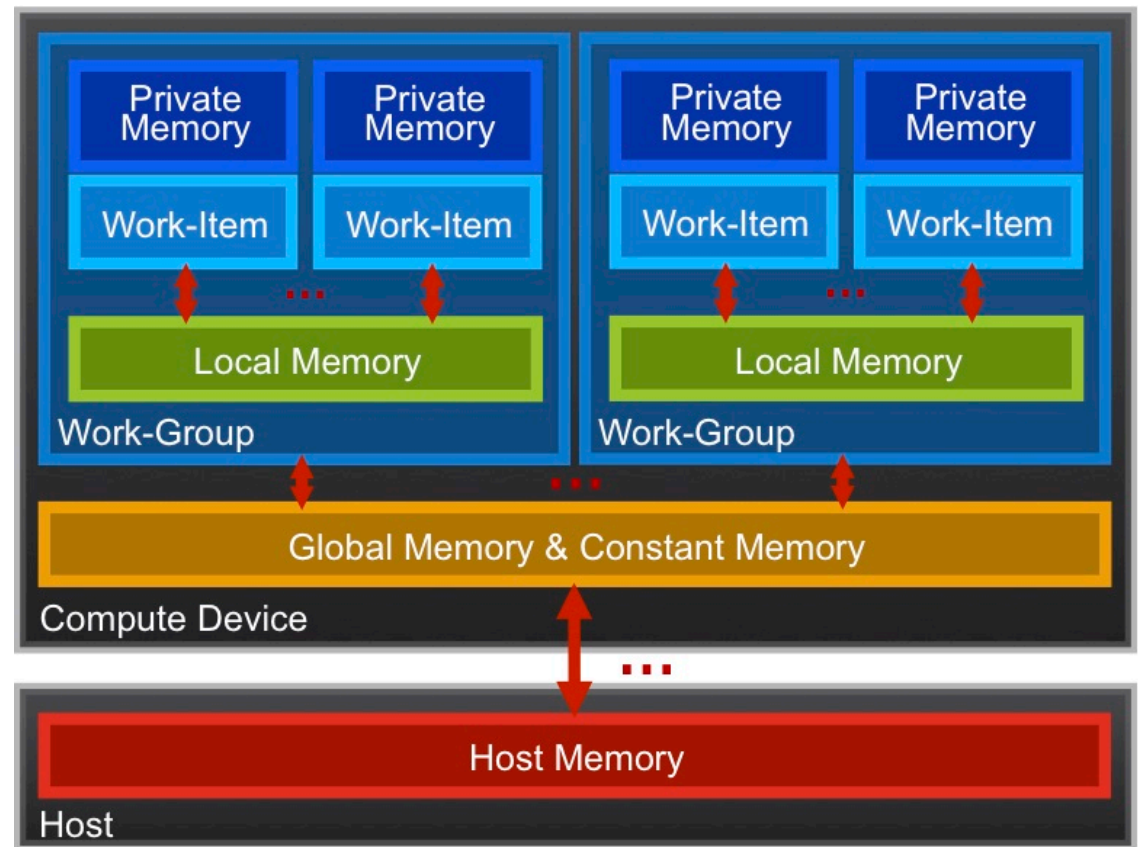 Private
Memory
Private
Memory
Private
Memory
Private
Memory
Work-Item
Work-Item
Work-Item
Work-Item
...
...
Local Memory
Local Memory
Work-Group
Work-Group
...
Global Memory & Constant Memory
Compute Device
...
Host Memory
Host